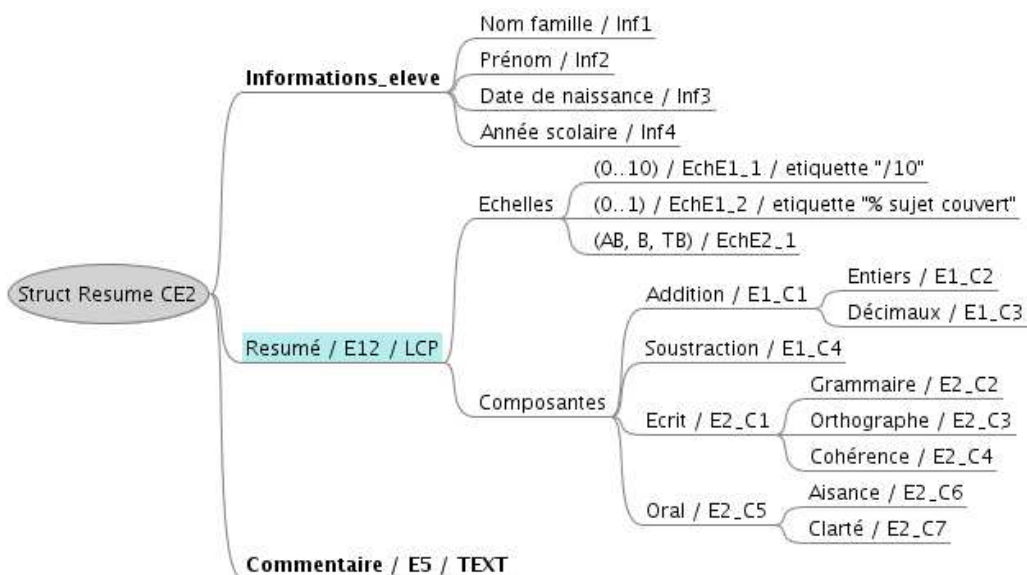 Struct Resume CE2
Informations_eleve
Nom famille / Inf1
Prénom / Inf2
Date de naissance / Inf3
Année scolaire / Inf4
Resumé / E12 / LCP
Echelles
(0..10) / EchE1_1 / etiquette "/10"
(0..1) / EchE1_2 / etiquette "% sujet couvert"
(AB, B, TB) / EchE2_1
Composantes
Addition / E1_C1
Entiers / E1_C2
Décimaux / E1_C3
Soustraction / E1_C4
Ecrit / E2_C1
Grammaire / E2_C2
Orthographe / E2_C3
Cohérence / E2_C4
Oral / E2_C5
Aisance / E2_C6
Clarté / E2_C7
Commentaire / E5 / TEXT